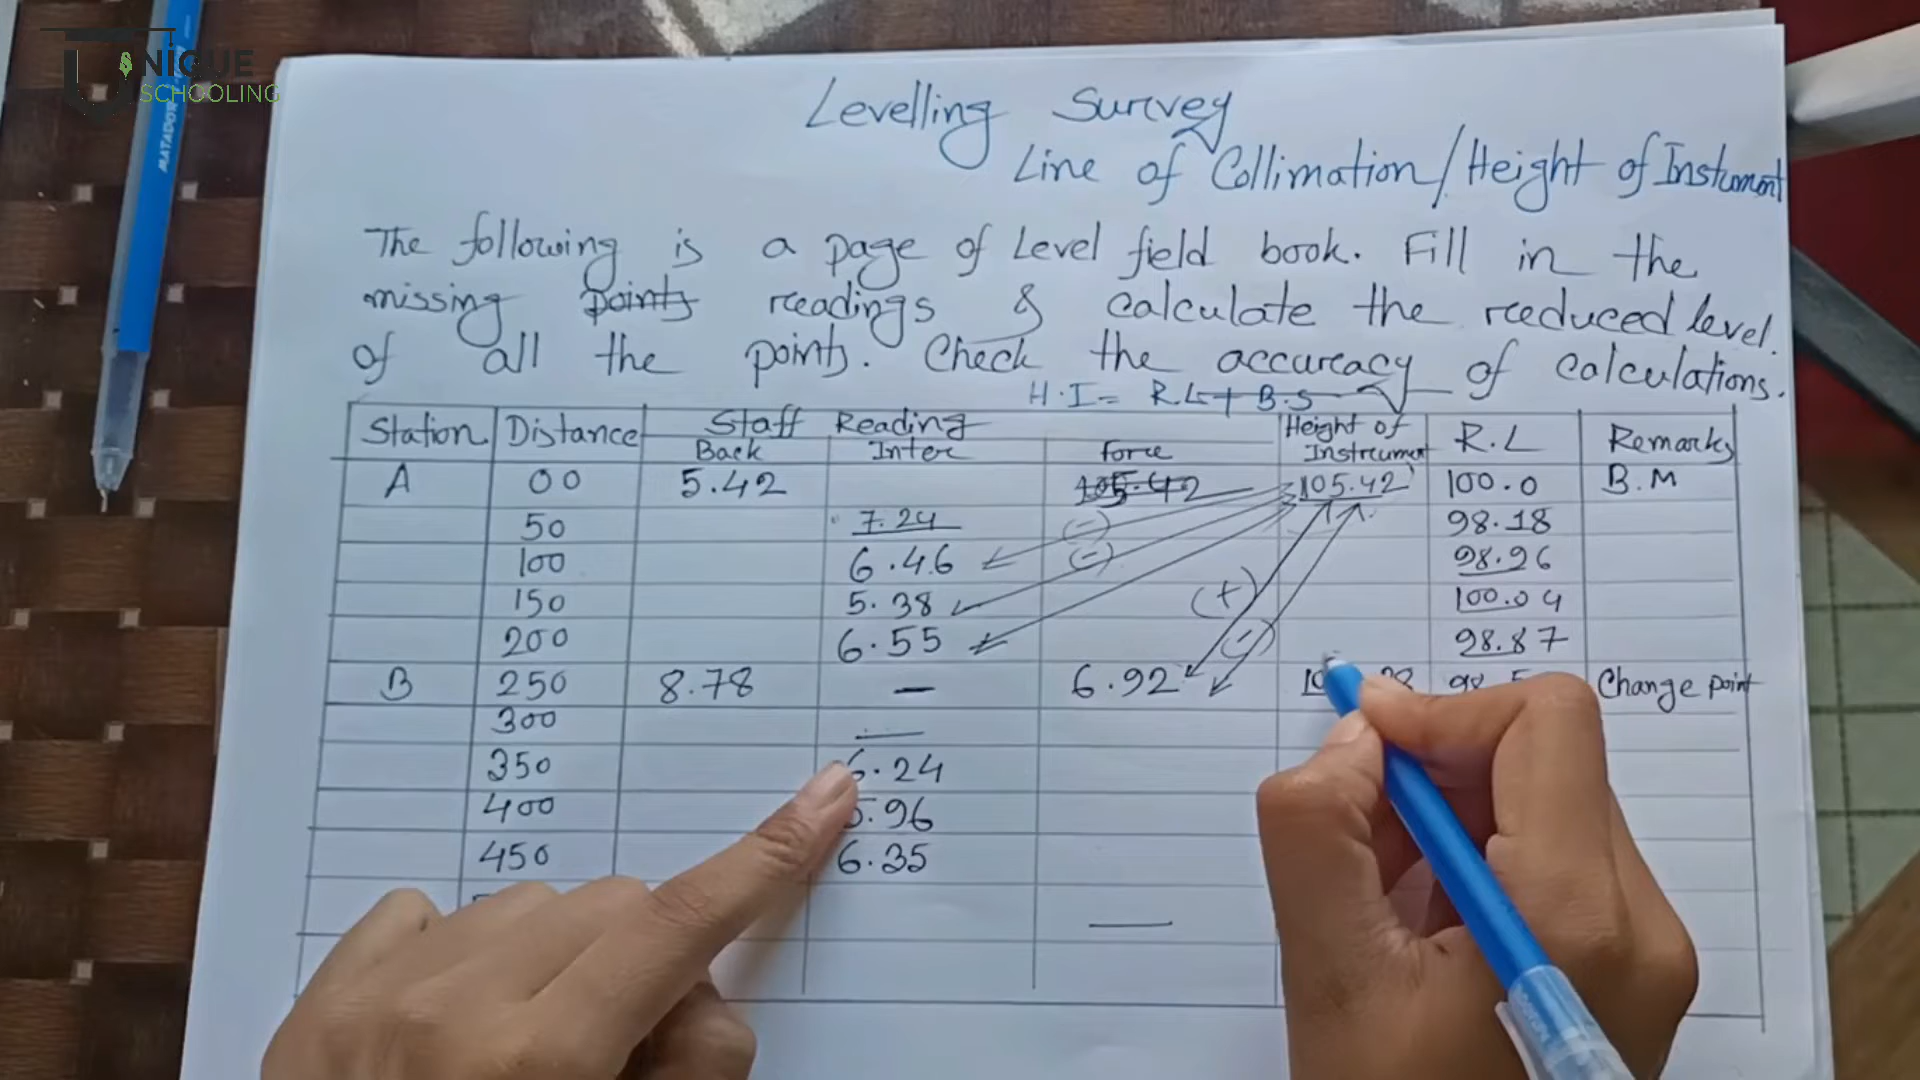 UNIQUE
SCHOOLING
MATADOR
Levelling Survey
Line of Collimation/Height of Instrument
The following is a page of Level field book. Fill in the
missing points readings & calculate the reduced level.
of all the points. Check the accuracy of calculations.
H.I = RL + B.S
Station Distance Staff Reading Height of Instrument R.L Remarks
Back Inter Force
A 00 5.42 105.42 105.42 100.0 B.M
50 7.24 (-) 98.18
100 6.46 (-) 98.96
150 5.38 (+) 100.04
200 6.55 (-) 98.87
B 250 8.78 — 6.92 Change point
300 —
350 6.24
400 5.96
450 6.35
—